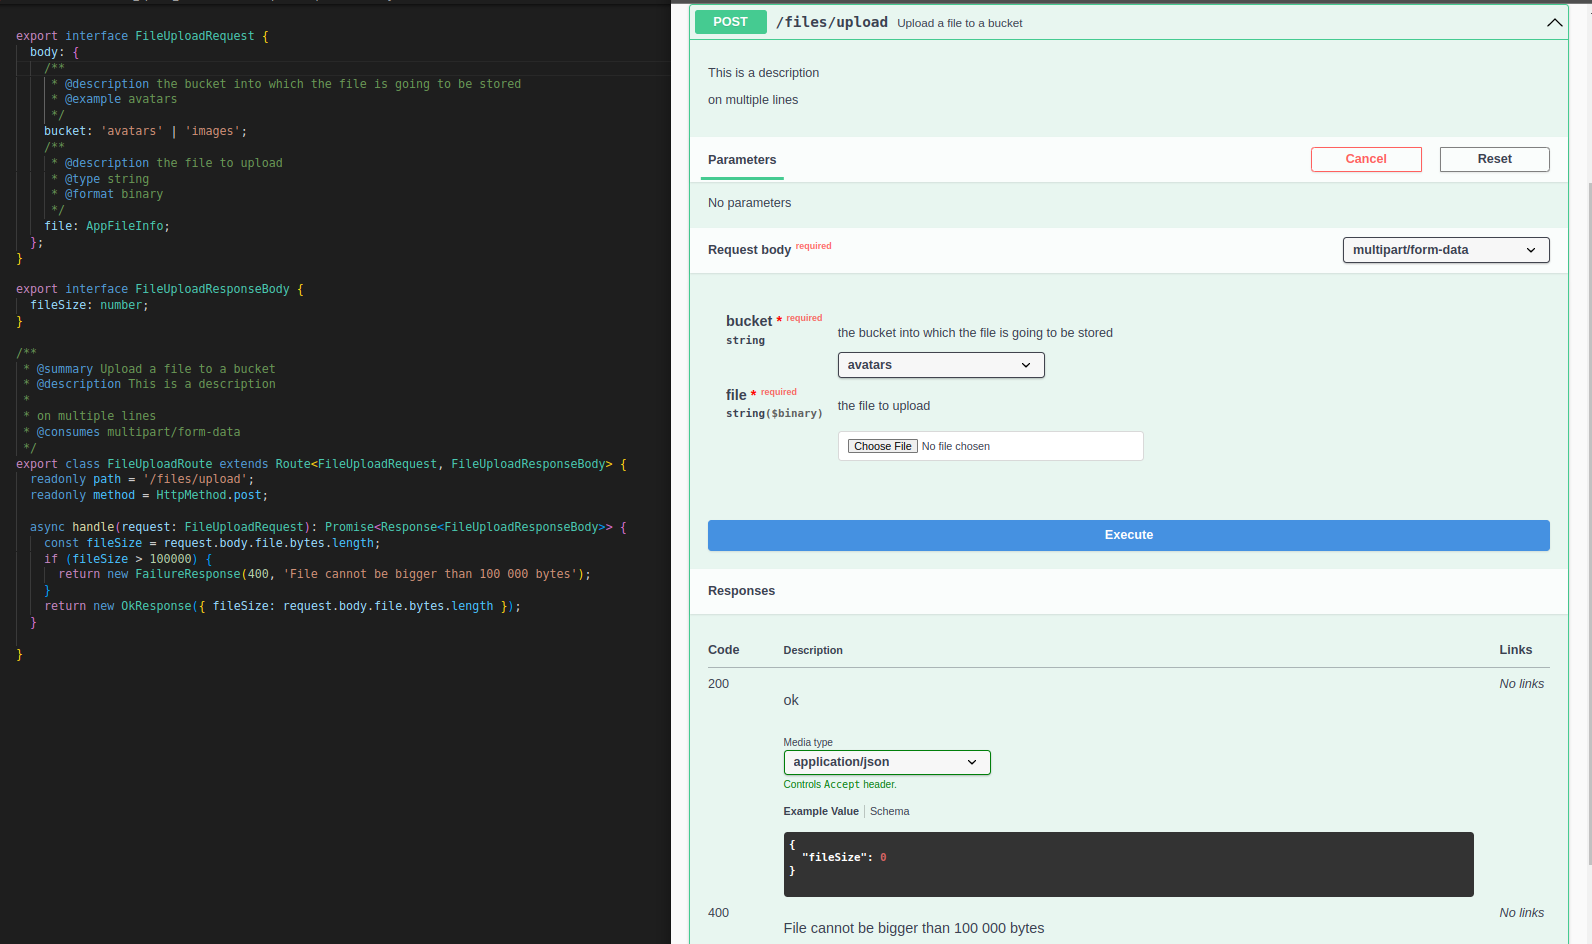 export interface FileUploadRequest {
body: {
/**
* @description the bucket into which the file is going to be stored
* @example avatars
*/
bucket: 'avatars' | 'images';
/**
* @description the file to upload
* @type string
* @format binary
*/
file: AppFileInfo;
};
}
export interface FileUploadResponseBody {
fileSize: number;
}
/**
* @summary Upload a file to a bucket
* @description This is a description
*
* on multiple lines
* @consumes multipart/form-data
*/
export class FileUploadRoute extends Route<FileUploadRequest, FileUploadResponseBody> {
readonly path = '/files/upload';
readonly method = HttpMethod.post;
async handle(request: FileUploadRequest): Promise<Response<FileUploadResponseBody>> {
const fileSize = request.body.file.bytes.length;
if (fileSize > 100000) {
return new FailureResponse(400, 'File cannot be bigger than 100 000 bytes');
}
return new OkResponse({ fileSize: request.body.file.bytes.length });
}
}
POST /files/upload Upload a file to a bucket
This is a description
on multiple lines
Parameters Cancel Reset
No parameters
Request body required multipart/form-data
bucket * required
string
the bucket into which the file is going to be stored
avatars
file * required
string($binary)
the file to upload
Choose File No file chosen
Execute
Responses
Code Description Links
200 No links
ok
Media type
application/json
Controls Accept header.
Example Value | Schema
{
"fileSize": 0
}
400 No links
File cannot be bigger than 100 000 bytes